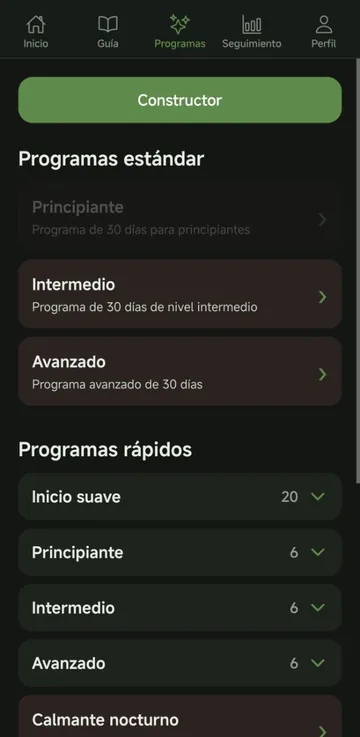 Inicio
Guía
Programas
Seguimiento
Perfil
Constructor
Programas estándar
Principiante
Programa de 30 días para principiantes
Intermedio
Programa de 30 días de nivel intermedio
Avanzado
Programa avanzado de 30 días
Programas rápidos
Inicio suave 20
Principiante 6
Intermedio 6
Avanzado 6
Calmante nocturno